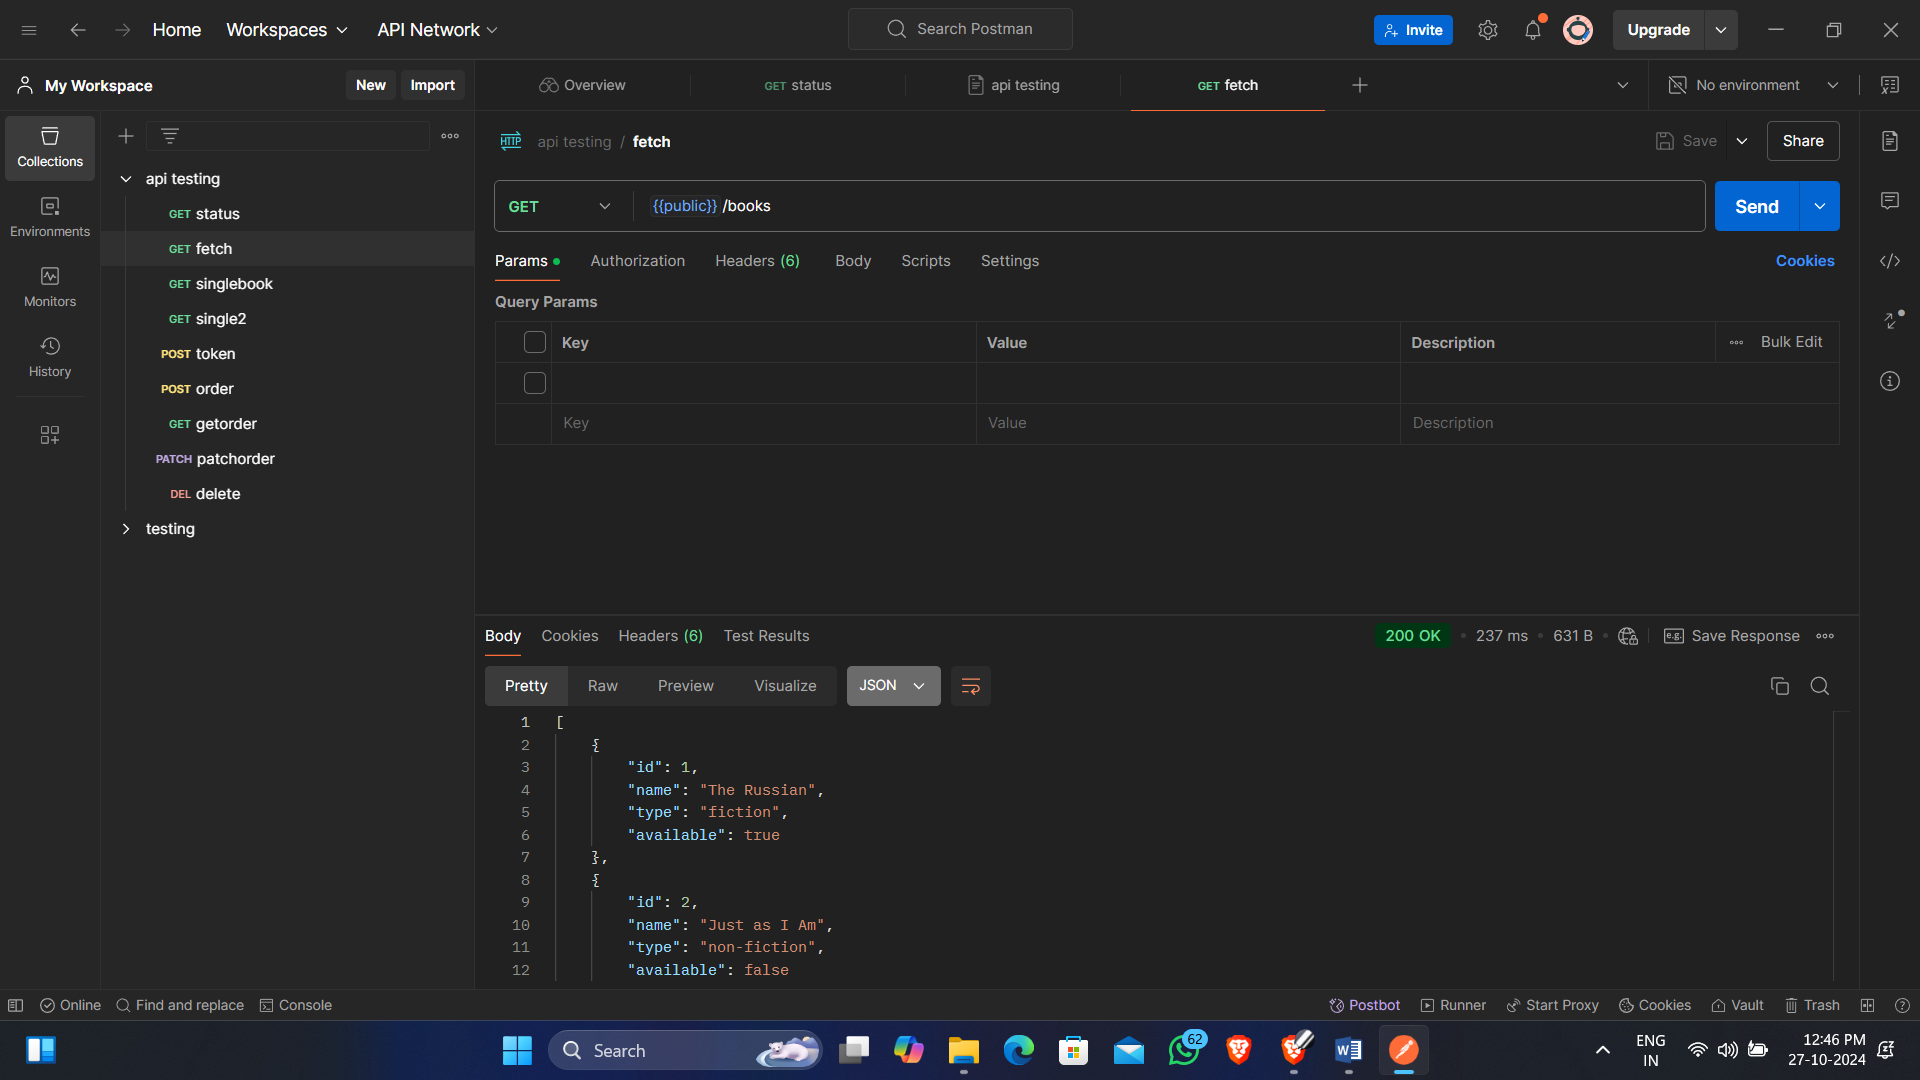 Home Workspaces API Network Search Postman Invite Upgrade
My Workspace New Import Overview GET status api testing GET fetch No environment
Collections
Environments
Monitors
History
api testing
GET status
GET fetch
GET singlebook
GET single2
POST token
POST order
GET getorder
PATCH patchorder
DEL delete
testing
HTTP api testing / fetch Save Share
GET {{public}} /books Send
Params Authorization Headers (6) Body Scripts Settings Cookies
Query Params
Key Value Description Bulk Edit
Key Value Description
Body Cookies Headers (6) Test Results 200 OK 237 ms 631 B e.g. Save Response
Pretty Raw Preview Visualize JSON
1 [
2 {
3 "id": 1,
4 "name": "The Russian",
5 "type": "fiction",
6 "available": true
7 },
8 {
9 "id": 2,
10 "name": "Just as I Am",
11 "type": "non-fiction",
12 "available": false
Online Find and replace Console Postbot Runner Start Proxy Cookies Vault Trash
Search 62 ENG 12:46 PM
IN 27-10-2024